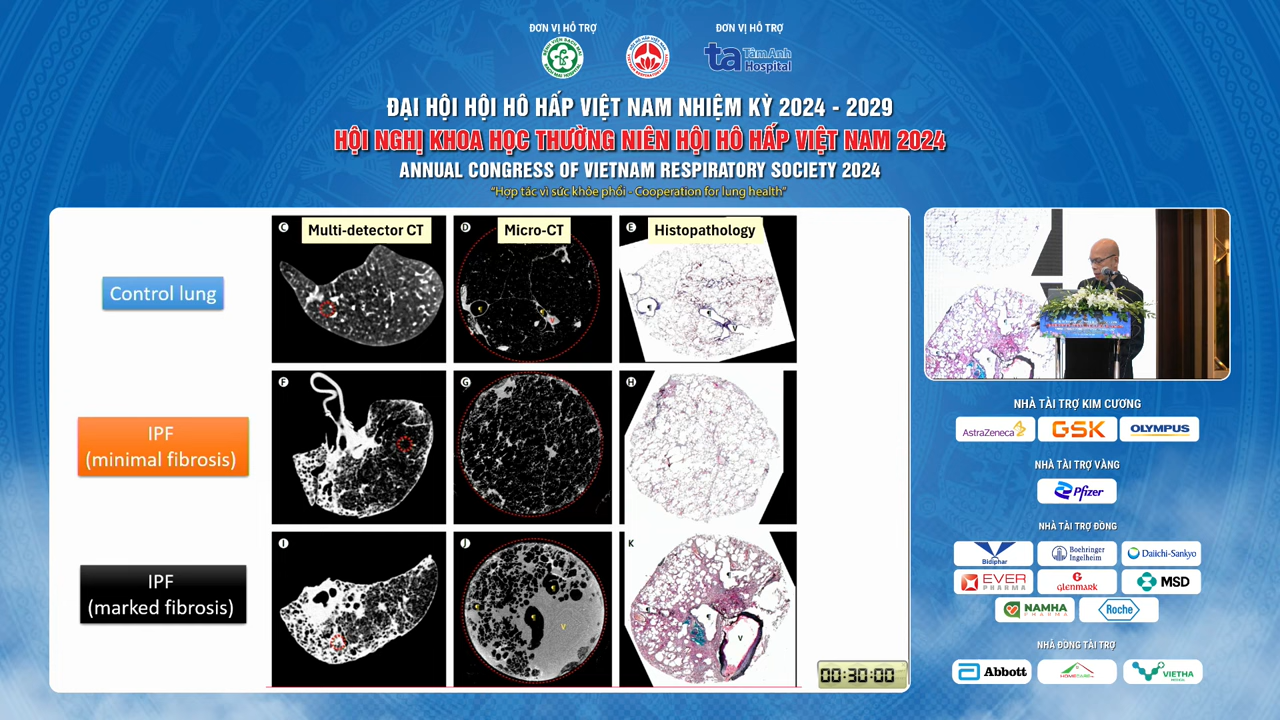 ĐƠN VỊ HỖ TRỢ
ĐƠN VỊ HỖ TRỢ
ta TâmAnh Hospital
ĐẠI HỘI HỘI HÔ HẤP VIỆT NAM NHIỆM KỲ 2024 - 2029
HỘI NGHỊ KHOA HỌC THƯỜNG NIÊN HỘI HÔ HẤP VIỆT NAM 2024
ANNUAL CONGRESS OF VIETNAM RESPIRATORY SOCIETY 2024
“Hợp tác vì sức khỏe phổi - Cooperation for lung health”
C Multi-detector CT
D Micro-CT
E Histopathology
Control lung
V
F
G
H
IPF
(minimal fibrosis)
I
J
K
IPF
(marked fibrosis)
V
V
00:30:00
NHÀ TÀI TRỢ KIM CƯƠNG
AstraZeneca
GSK
OLYMPUS
NHÀ TÀI TRỢ VÀNG
Pfizer
NHÀ TÀI TRỢ ĐỒNG
Bidiphar
Boehringer Ingelheim
Daiichi-Sankyo
EVER PHARMA
GLENMARK
MSD
NAMHA PHARMA
Roche
NHÀ ĐỒNG TÀI TRỢ
Abbott
HOMECARE
VIETHA